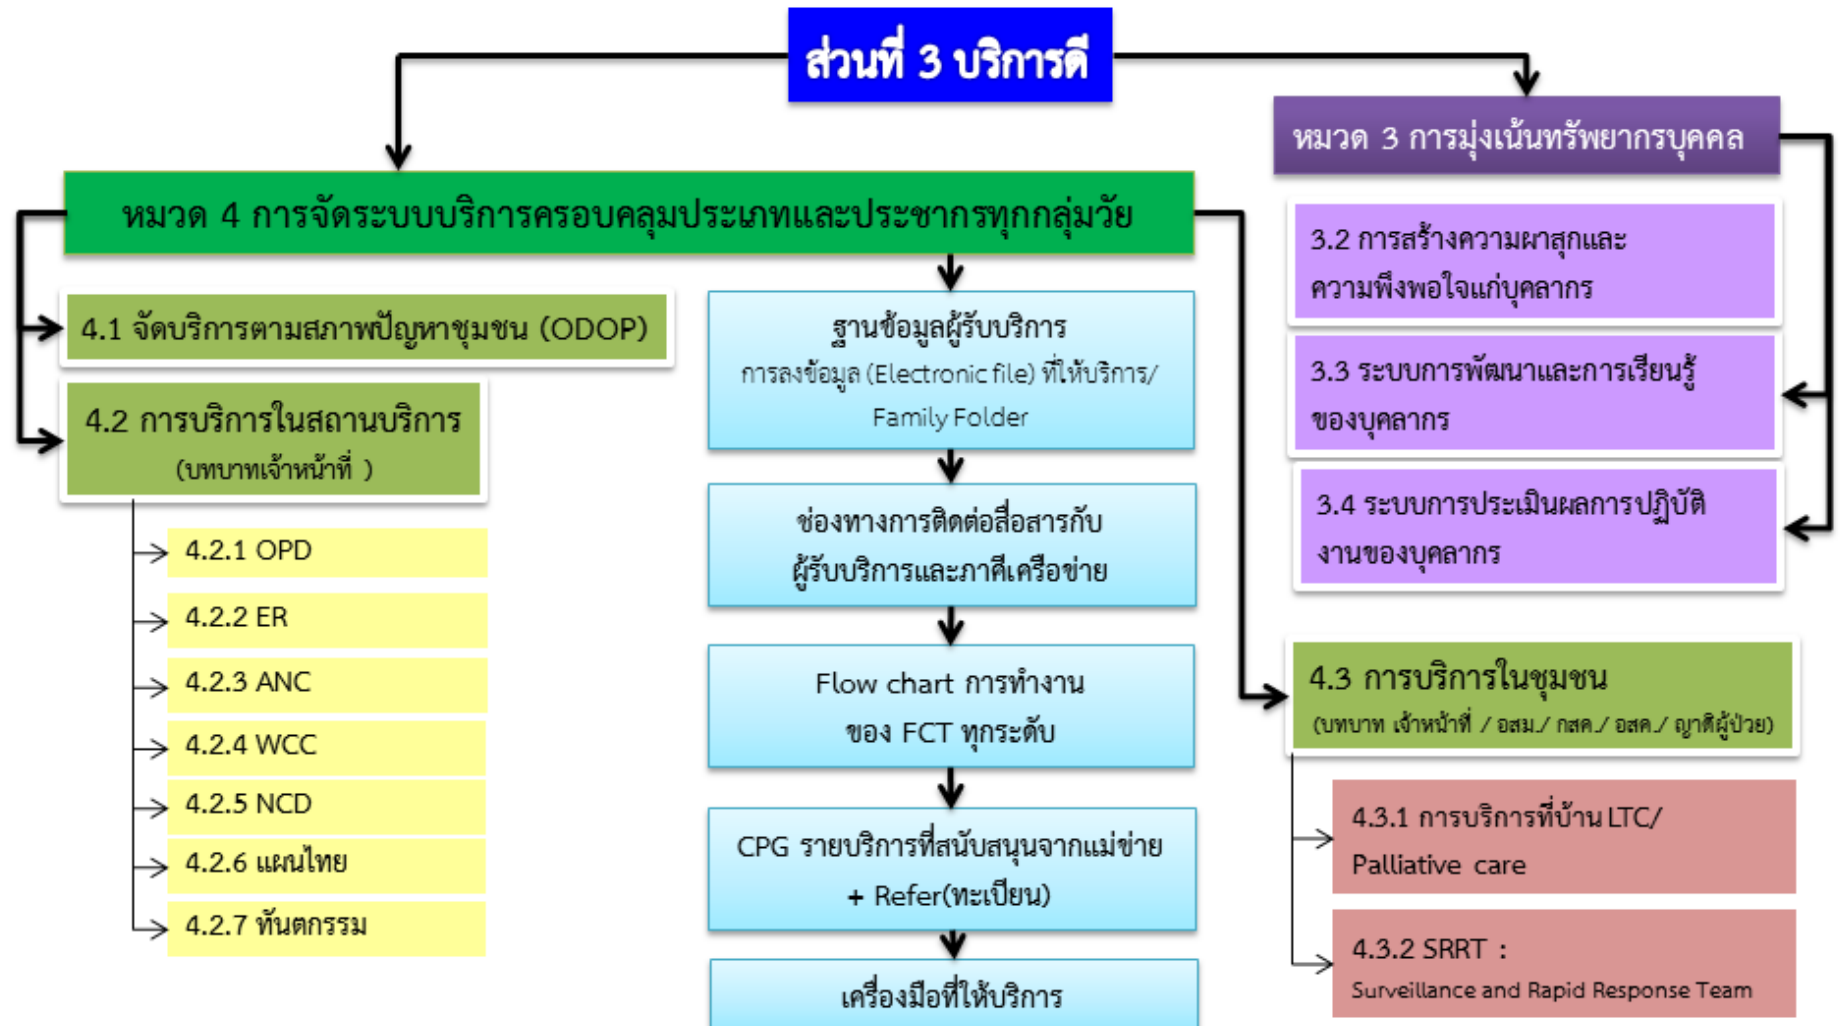 ส่วนที่ 3 บริการดี
หมวด 3 การมุ่งเน้นทรัพยากรบุคคล
3.2 การสร้างความผาสุกและ
ความพึงพอใจแก่บุคลากร
3.3 ระบบการพัฒนาและการเรียนรู้
ของบุคลากร
3.4 ระบบการประเมินผลการปฏิบัติ
งานของบุคลากร
หมวด 4 การจัดระบบบริการครอบคลุมประเภทและประชากรทุกกลุ่มวัย
4.1 จัดบริการตามสภาพปัญหาชุมชน (ODOP)
4.2 การบริการในสถานบริการ
(บทบาทเจ้าหน้าที่ )
4.2.1 OPD
4.2.2 ER
4.2.3 ANC
4.2.4 WCC
4.2.5 NCD
4.2.6 แผนไทย
4.2.7 ทันตกรรม
ฐานข้อมูลผู้รับบริการ
การลงข้อมูล (Electronic file) ที่ให้บริการ/
Family Folder
ช่องทางการติดต่อสื่อสารกับ
ผู้รับบริการและภาคีเครือข่าย
Flow chart การทำงาน
ของ FCT ทุกระดับ
CPG รายบริการที่สนับสนุนจากแม่ข่าย
+ Refer(ทะเบียน)
เครื่องมือที่ให้บริการ
4.3 การบริการในชุมชน
(บทบาท เจ้าหน้าที่ / อสม./ กสค./ อสค./ ญาติผู้ป่วย)
4.3.1 การบริการที่บ้าน LTC/
Palliative care
4.3.2 SRRT :
Surveillance and Rapid Response Team